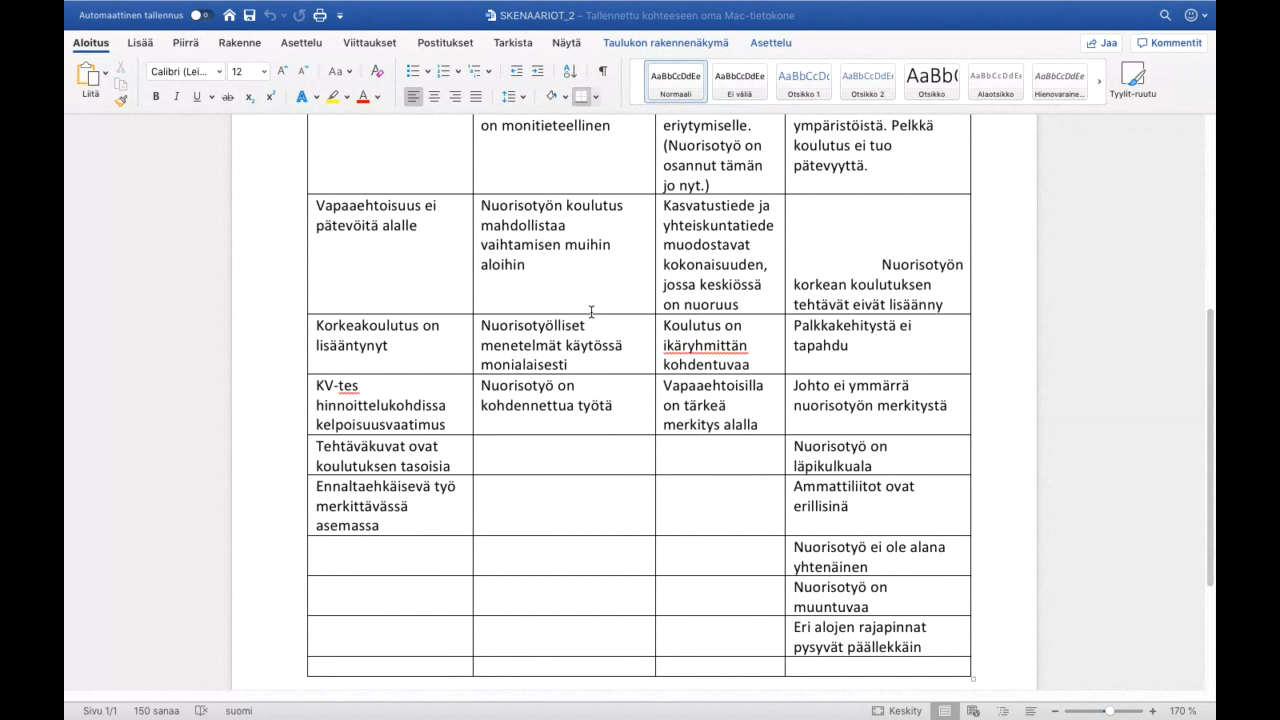 Automaattinen tallennus
SKENAARIOT_2 – Tallennettu kohteeseen oma Mac-tietokone
Aloitus Lisää Piirrä Rakenne Asettelu Viittaukset Postitukset Tarkista Näytä Taulukon rakennenäkymä Asettelu Jaa Kommentit
Liitä
Calibri (Lei... 12
AaBbCcDdEe AaBbCcDdEe AaBbCcDc AaBbCcDdEe AaBb( AaBbCcDdEe AaBbCcDdEe
Normaali Ei väliä Otsikko 1 Otsikko 2 Otsikko Alaotsikko Hienovaraine... Tyylit-ruutu
on monitieteellinen
eriytymiselle.
(Nuorisotyö on
osannut tämän
jo nyt.)
ympäristöistä. Pelkkä
koulutus ei tuo
pätevyyttä.
Vapaaehtoisuus ei
pätevöitä alalle
Nuorisotyön koulutus
mahdollistaa
vaihtamisen muihin
aloihin
Kasvatustiede ja
yhteiskuntatiede
muodostavat
kokonaisuuden,
jossa keskiössä
on nuoruus
Nuorisotyön
korkean koulutuksen
tehtävät eivät lisäänny
Korkeakoulutus on
lisääntynyt
Nuorisotyölliset
menetelmät käytössä
monialaisesti
Koulutus on
ikäryhmittän
kohdentuvaa
Palkkakehitystä ei
tapahdu
KV-tes
hinnoittelukohdissa
kelpoisuusvaatimus
Nuorisotyö on
kohdennettua työtä
Vapaaehtoisilla
on tärkeä
merkitys alalla
Johto ei ymmärrä
nuorisotyön merkitystä
Tehtäväkuvat ovat
koulutuksen tasoisia
Nuorisotyö on
läpikulkuala
Ennaltaehkäisevä työ
merkittävässä
asemassa
Ammattiliitot ovat
erillisinä
Nuorisotyö ei ole alana
yhtenäinen
Nuorisotyö on
muuntuvaa
Eri alojen rajapinnat
pysyvät päällekkäin
Sivu 1/1 150 sanaa suomi Keskity 170 %